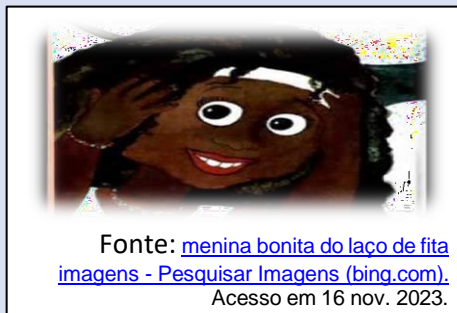 Fonte: menina bonita do laço de fita
imagens - Pesquisar Imagens (bing.com).
Acesso em 16 nov. 2023.